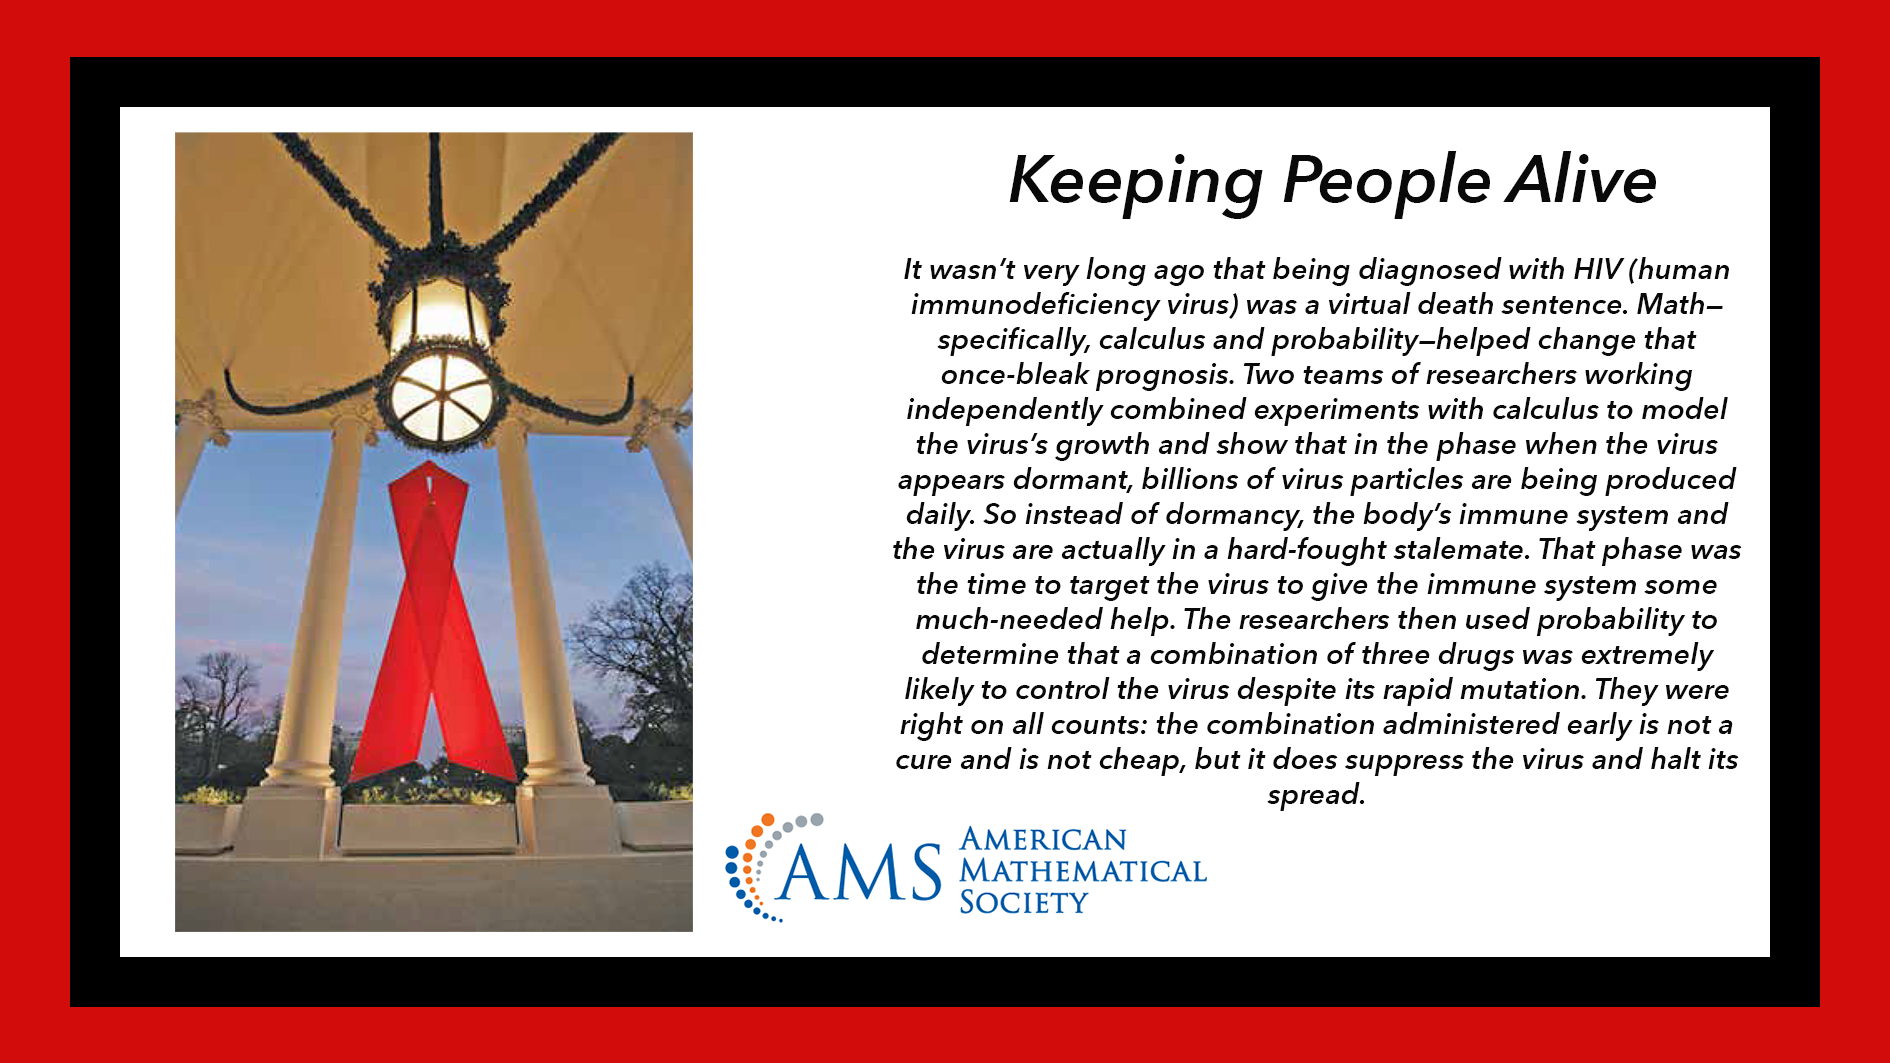 Keeping People Alive
It wasn’t very long ago that being diagnosed with HIV (human
immunodeficiency virus) was a virtual death sentence. Math—
specifically, calculus and probability—helped change that
once-bleak prognosis. Two teams of researchers working
independently combined experiments with calculus to model
the virus’s growth and show that in the phase when the virus
appears dormant, billions of virus particles are being produced
daily. So instead of dormancy, the body’s immune system and
the virus are actually in a hard-fought stalemate. That phase was
the time to target the virus to give the immune system some
much-needed help. The researchers then used probability to
determine that a combination of three drugs was extremely
likely to control the virus despite its rapid mutation. They were
right on all counts: the combination administered early is not a
cure and is not cheap, but it does suppress the virus and halt its
spread.
AMS
AMERICAN
MATHEMATICAL
SOCIETY